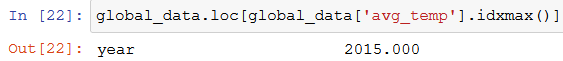 In [22]: global_data.loc[global_data['avg_temp'].idxmax()]
Out[22]: year 2015.000